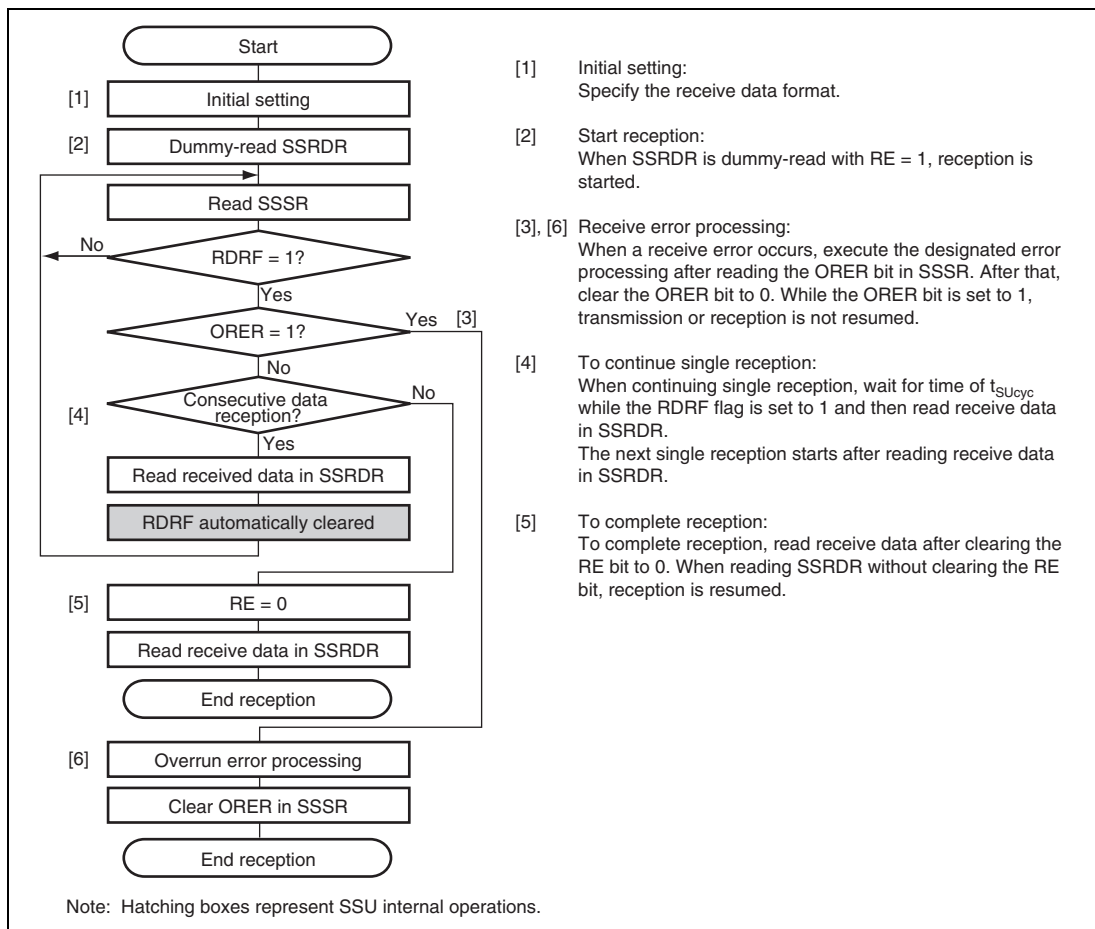 Start
[1]
Initial setting
[2]
Dummy-read SSRDR
Read SSSR
No
RDRF = 1?
Yes
ORER = 1?
Yes
[3]
No
Consecutive data
reception?
No
[4]
Yes
Read received data in SSRDR
RDRF automatically cleared
[5]
RE = 0
Read receive data in SSRDR
End reception
[6]
Overrun error processing
Clear ORER in SSSR
End reception
[1] Initial setting:
Specify the receive data format.
[2] Start reception:
When SSRDR is dummy-read with RE = 1, reception is
started.
[3], [6] Receive error processing:
When a receive error occurs, execute the designated error
processing after reading the ORER bit in SSSR. After that,
clear the ORER bit to 0. While the ORER bit is set to 1,
transmission or reception is not resumed.
[4] To continue single reception:
When continuing single reception, wait for time of tSUcyc
while the RDRF flag is set to 1 and then read receive data
in SSRDR.
The next single reception starts after reading receive data
in SSRDR.
[5] To complete reception:
To complete reception, read receive data after clearing the
RE bit to 0. When reading SSRDR without clearing the RE
bit, reception is resumed.
Note: Hatching boxes represent SSU internal operations.